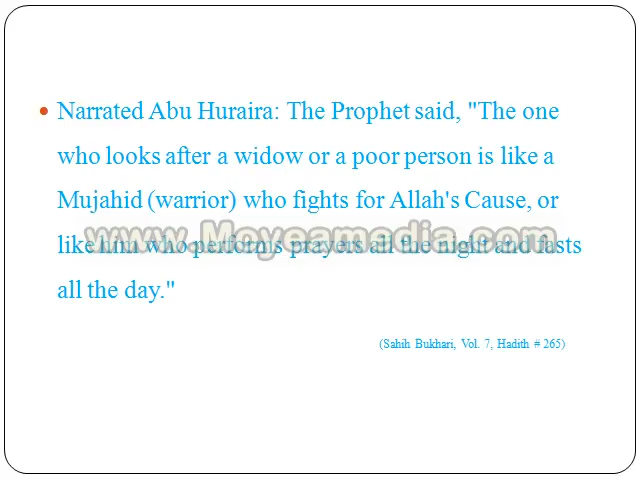 Narrated Abu Huraira: The Prophet said, "The one
who looks after a widow or a poor person is like a
Mujahid (warrior) who fights for Allah's Cause, or
like him who performs prayers all the night and fasts
www.Moyeamedia.com
all the day."
(Sahih Bukhari, Vol. 7, Hadith # 265)